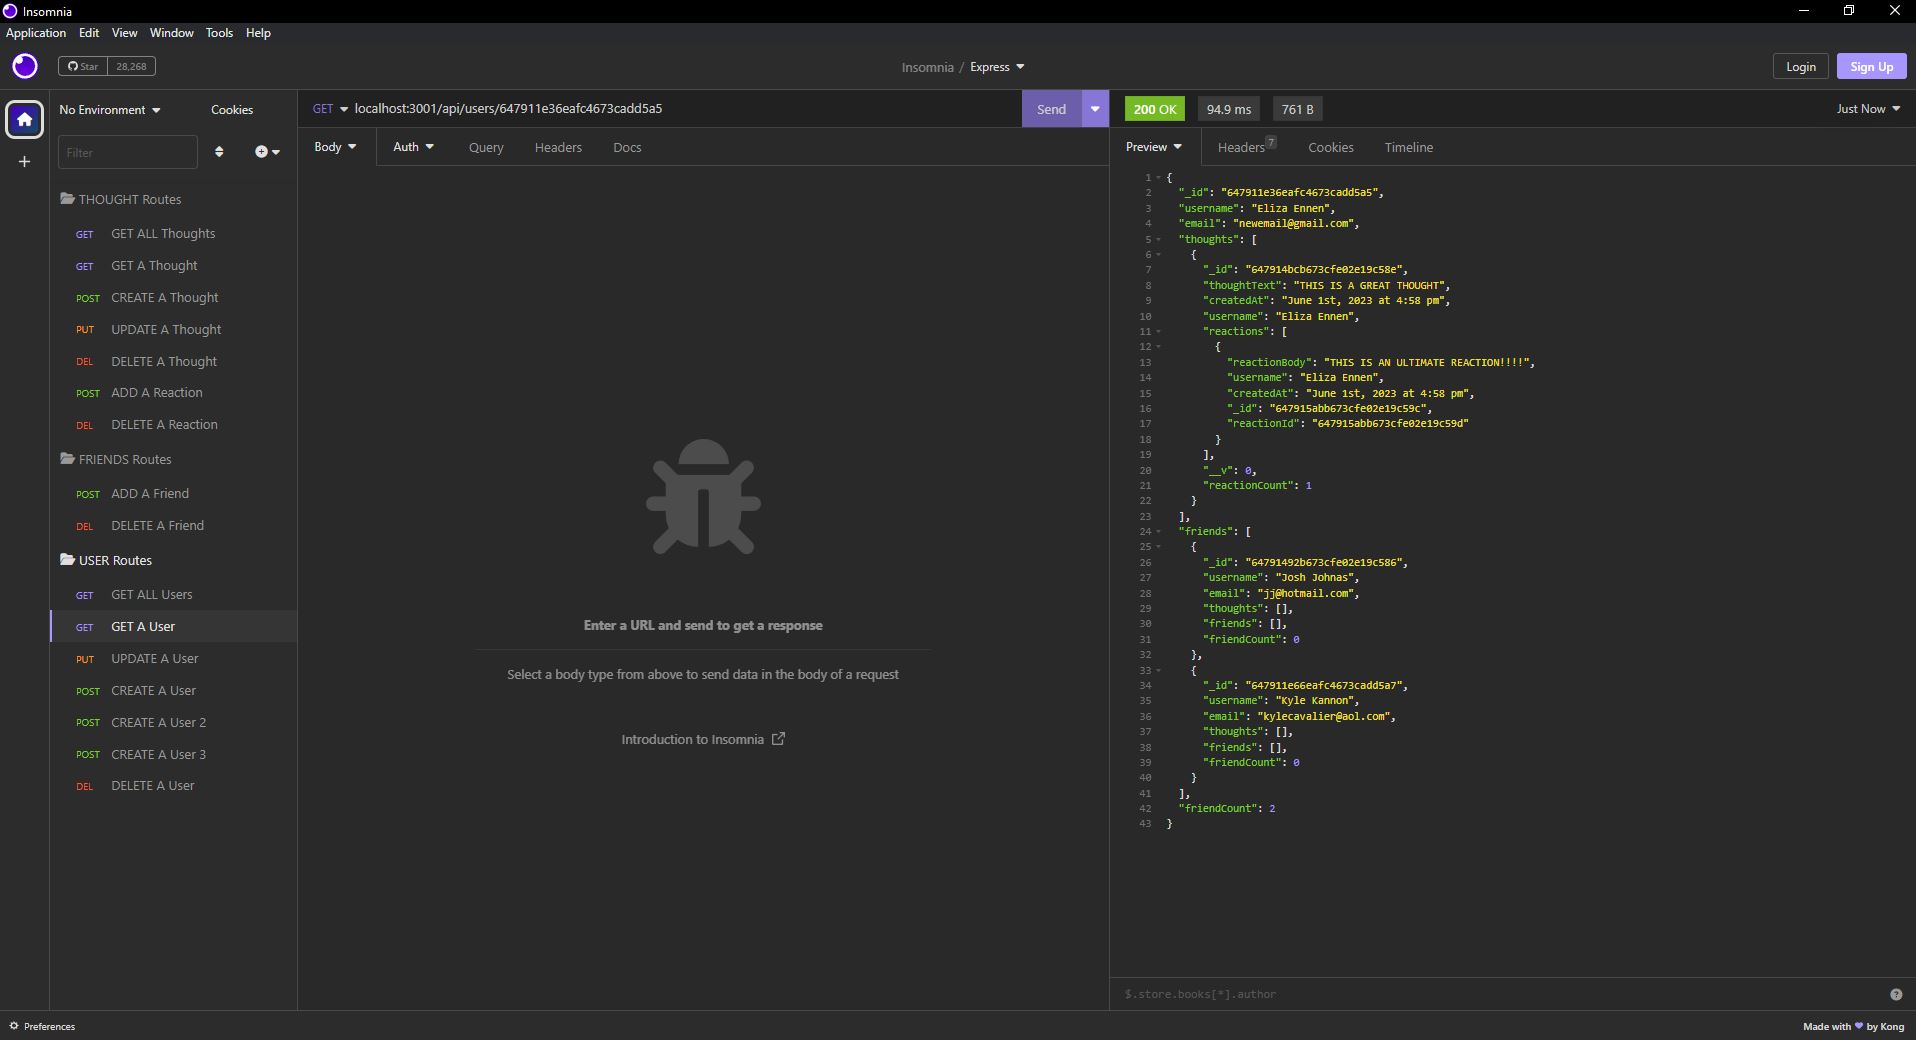 Insomnia
Application Edit View Window Tools Help
Star 28,268
Insomnia / Express
Login Sign Up
No Environment Cookies
Filter
THOUGHT Routes
GET GET ALL Thoughts
GET GET A Thought
POST CREATE A Thought
PUT UPDATE A Thought
DEL DELETE A Thought
POST ADD A Reaction
DEL DELETE A Reaction
FRIENDS Routes
POST ADD A Friend
DEL DELETE A Friend
USER Routes
GET GET ALL Users
GET GET A User
PUT UPDATE A User
POST CREATE A User
POST CREATE A User 2
POST CREATE A User 3
DEL DELETE A User
GET localhost:3001/api/users/647911e36eafc4673cadd5a5 Send
Body Auth Query Headers Docs
Enter a URL and send to get a response
Select a body type from above to send data in the body of a request
Introduction to Insomnia
200 OK 94.9 ms 761 B Just Now
Preview Headers 7 Cookies Timeline
1 {
2 "_id": "647911e36eafc4673cadd5a5",
3 "username": "Eliza Ennen",
4 "email": "newemail@gmail.com",
5 "thoughts": [
6 {
7 "_id": "647914bcb673cfe02e19c58e",
8 "thoughtText": "THIS IS A GREAT THOUGHT",
9 "createdAt": "June 1st, 2023 at 4:58 pm",
10 "username": "Eliza Ennen",
11 "reactions": [
12 {
13 "reactionBody": "THIS IS AN ULTIMATE REACTION!!!!",
14 "username": "Eliza Ennen",
15 "createdAt": "June 1st, 2023 at 4:58 pm",
16 "_id": "647915abb673cfe02e19c59c",
17 "reactionId": "647915abb673cfe02e19c59d"
18 }
19 ],
20 "__v": 0,
21 "reactionCount": 1
22 }
23 ],
24 "friends": [
25 {
26 "_id": "64791492b673cfe02e19c586",
27 "username": "Josh Johnas",
28 "email": "jj@hotmail.com",
29 "thoughts": [],
30 "friends": [],
31 "friendCount": 0
32 },
33 {
34 "_id": "647911e66eafc4673cadd5a7",
35 "username": "Kyle Kannon",
36 "email": "kylecavalier@aol.com",
37 "thoughts": [],
38 "friends": [],
39 "friendCount": 0
40 }
41 ],
42 "friendCount": 2
43 }
$.store.books[*].author
Preferences
Made with by Kong